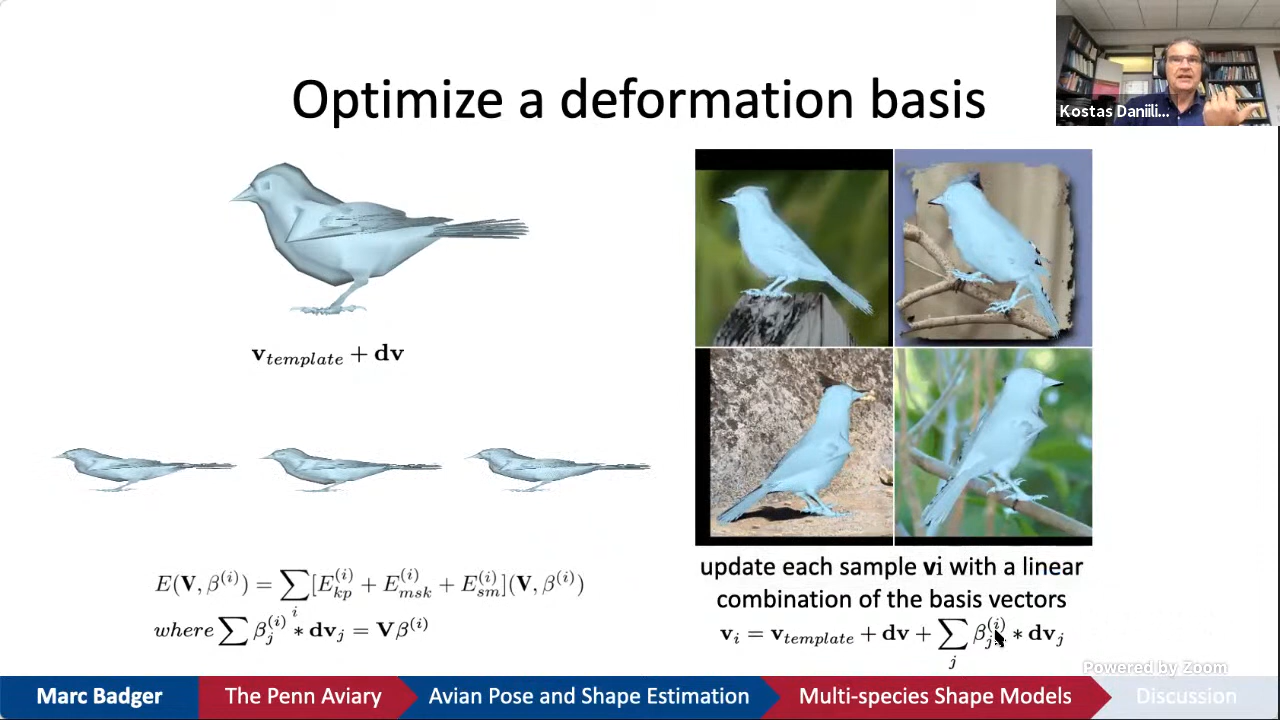 Optimize a deformation basis
Kostas Daniili...
v_template + dv
E(V, β^(i)) = ∑_i [E_kp^(i) + E_msk^(i) + E_sm^(i)](V, β^(i))
where ∑ β_j^(i) * dv_j = Vβ^(i)
update each sample vi with a linear
combination of the basis vectors
v_i = v_template + dv + ∑_j β_j^(i) * dv_j
Powered by Zoom
Marc Badger
The Penn Aviary
Avian Pose and Shape Estimation
Multi-species Shape Models
Discussion